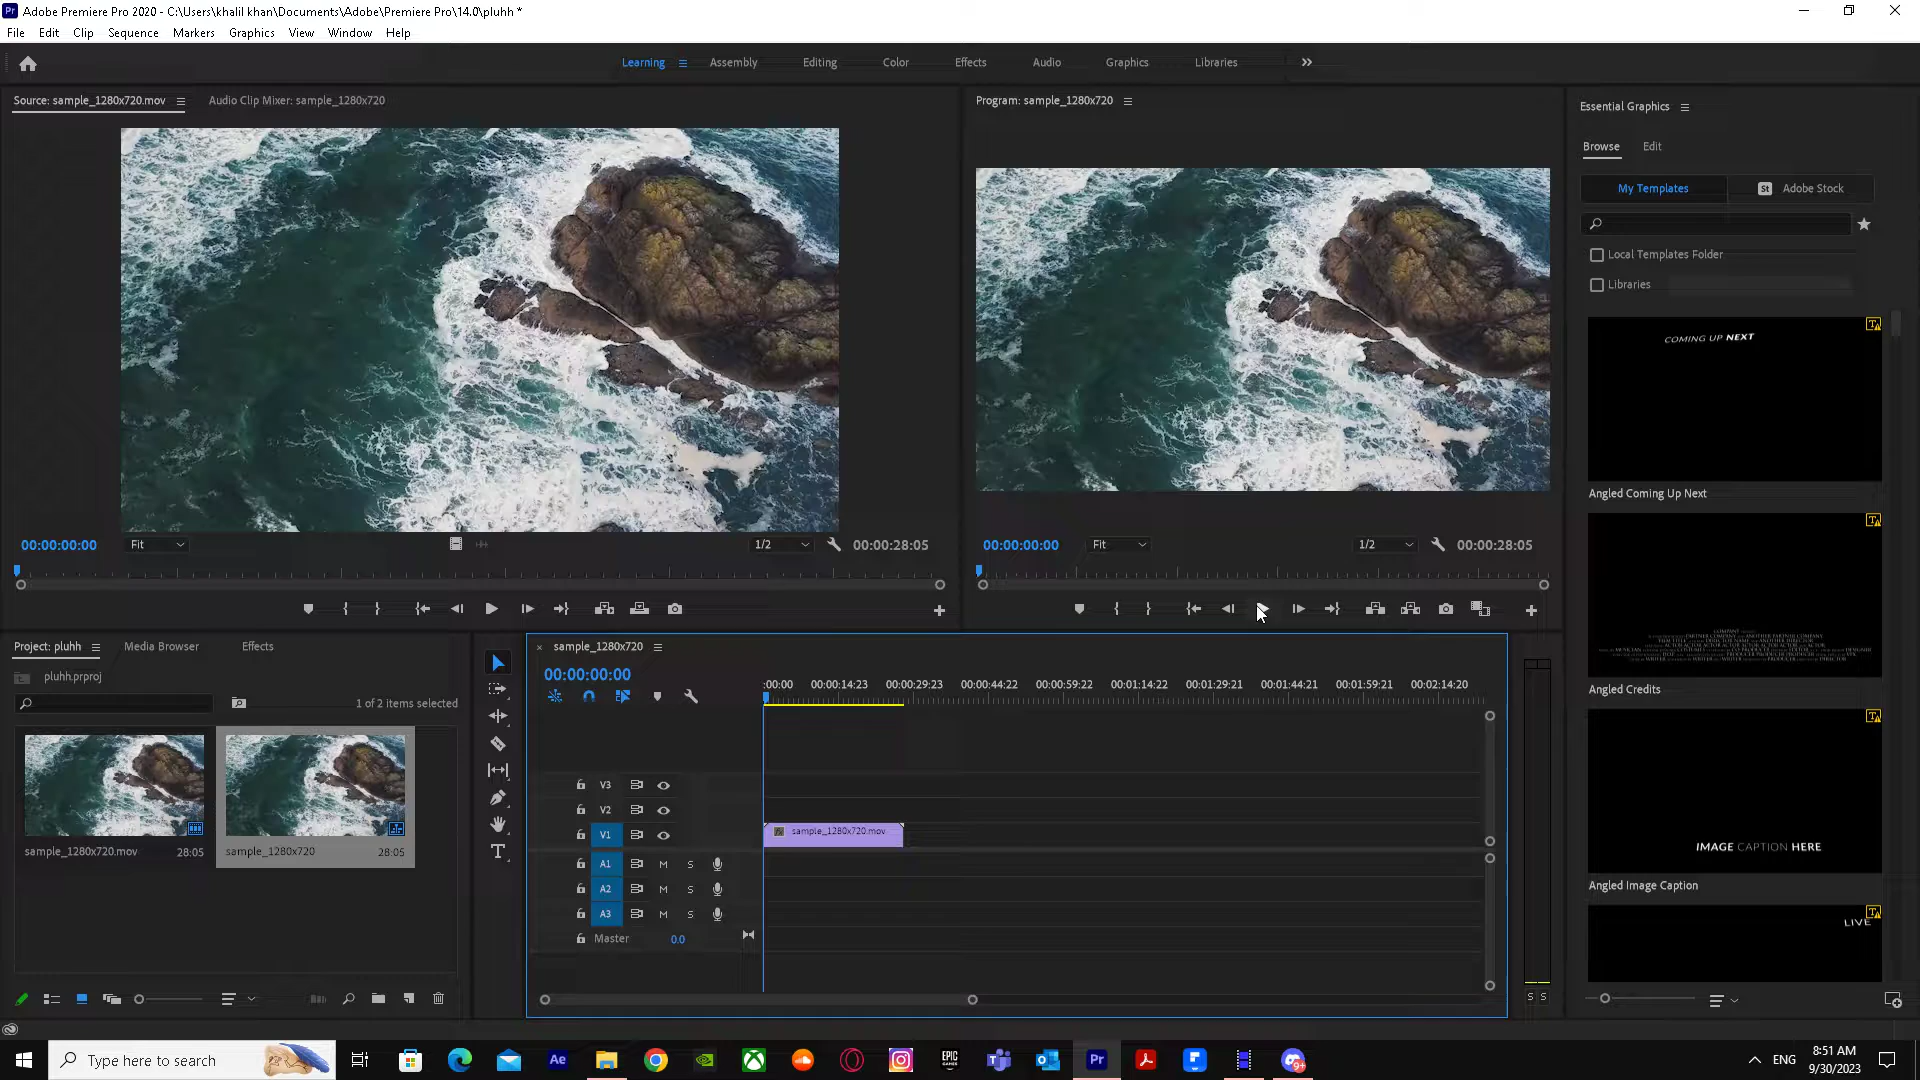 Pr Adobe Premiere Pro 2020 - C:\Users\khalil khan\Documents\Adobe\Premiere Pro\14.0\pluhh *
File Edit Clip Sequence Markers Graphics View Window Help
Learning Assembly Editing Color Effects Audio Graphics Libraries
Source: sample_1280x720.mov Audio Clip Mixer: sample_1280x720
Program: sample_1280x720
Essential Graphics
Browse Edit
My Templates St Adobe Stock
Local Templates Folder
Libraries
COMING UP NEXT
Angled Coming Up Next
Angled Credits
IMAGE CAPTION HERE
Angled Image Caption
LIVE
00:00:00:00 Fit 1/2 00:00:28:05
00:00:00:00 Fit 1/2 00:00:28:05
Project: pluhh Media Browser Effects
pluhh.prproj
1 of 2 items selected
sample_1280x720.mov 28:05
sample_1280x720 28:05
× sample_1280x720
00:00:00:00
:00:00 00:00:14:23 00:00:29:23 00:00:44:22 00:00:59:22 00:01:14:22 00:01:29:21 00:01:44:21 00:01:59:21 00:02:14:20
V3
V2
V1 fx sample_1280x720.mov
A1 M S
A2 M S
A3 M S
Master 0.0
S S
Type here to search
Ae
EPIC GAMES
Pr
9+
ENG
8:51 AM
9/30/2023